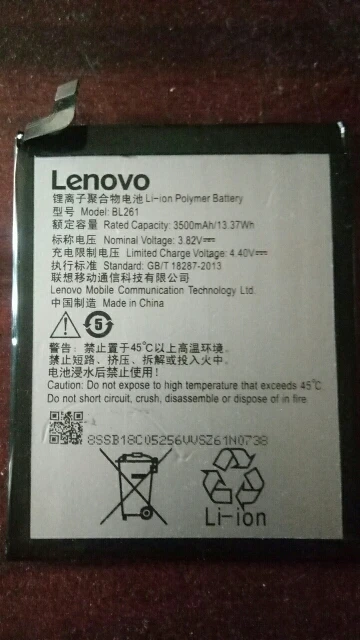 Lenovo
锂离子聚合物电池 Li-ion Polymer Battery
型号 Model: BL261
额定容量 Rated Capacity: 3500mAh/13.37Wh
标称电压 Nominal Voltage: 3.82V⎓
充电限制电压 Limited Charge Voltage: 4.40V⎓
执行标准 Standard: GB/T 18287-2013
联想移动通信科技有限公司
Lenovo Mobile Communication Technology Ltd.
中国制造 Made in China
5
警告: 禁止置于45℃以上高温环境.
禁止短路、挤压、拆解或投入火中.
电池浸水后禁止使用!
Caution: Do not expose to high temperature that exceeds 45℃
Do not short circuit, crush, disassemble or dispose of in fire
8SSB18C05256VVSZ61N0738
Li-ion